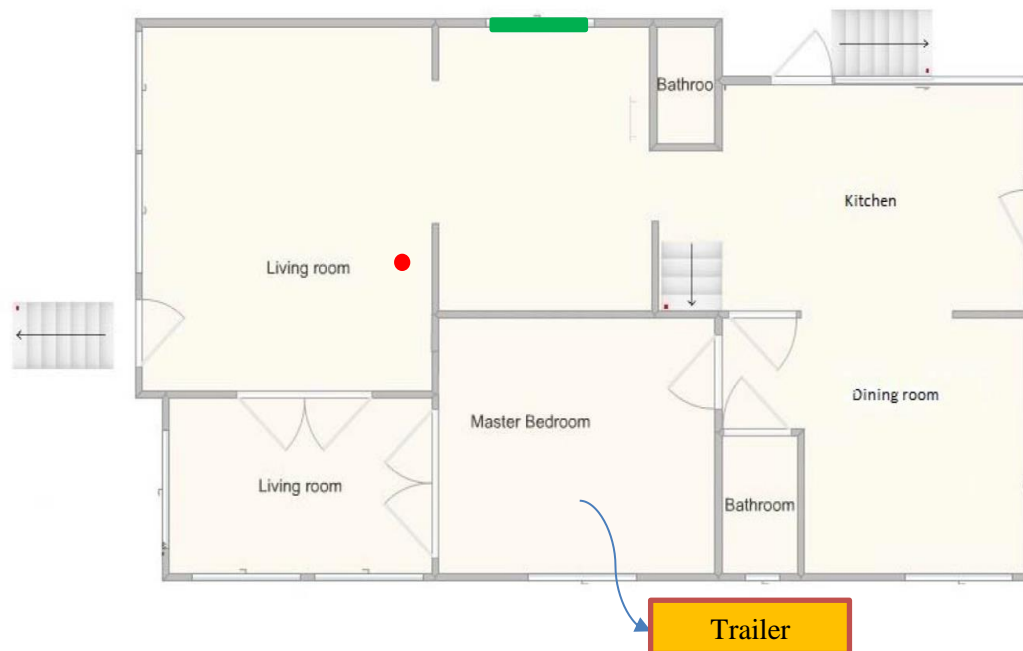 Bathroo
Kitchen
Living room
Dining room
Master Bedroom
Living room
Bathroom
Trailer